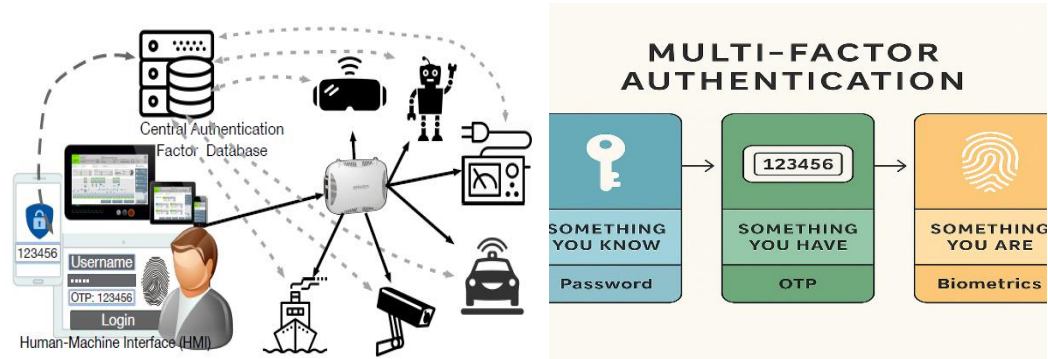 Central Authentication
Factor Database
123456
Username
OTP: 123456
Login
Human-Machine Interface (HMI)
MULTI-FACTOR
AUTHENTICATION
123456
SOMETHING
YOU KNOW
Password
SOMETHING
YOU HAVE
OTP
SOMETHING
YOU ARE
Biometrics